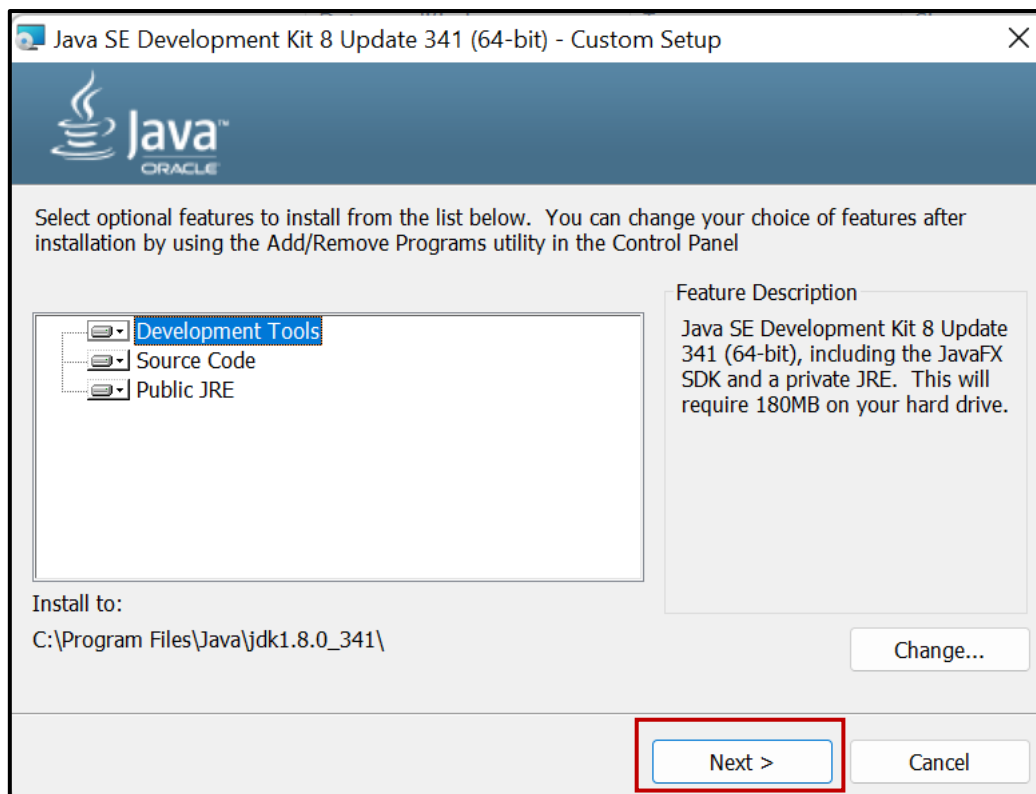 Java SE Development Kit 8 Update 341 (64-bit) - Custom Setup
Java™
ORACLE
Select optional features to install from the list below.  You can change your choice of features after
installation by using the Add/Remove Programs utility in the Control Panel
Development Tools
Source Code
Public JRE
Feature Description
Java SE Development Kit 8 Update
341 (64-bit), including the JavaFX
SDK and a private JRE.  This will
require 180MB on your hard drive.
Install to:
C:\Program Files\Java\jdk1.8.0_341\
Change...
Next >
Cancel